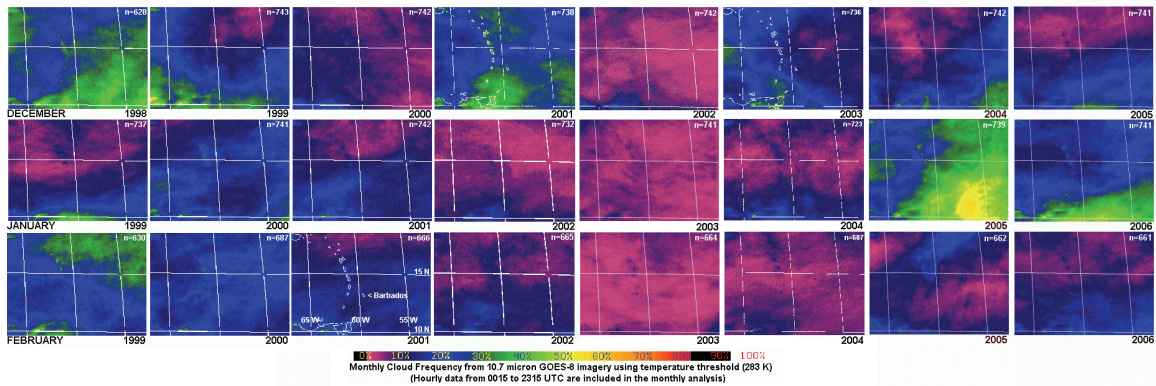 n=628 n=743 n=742 n=738 n=742 n=736 n=742 n=741
DECEMBER 1998 1999 2000 2001 2002 2003 2004 2005
n=737 n=741 n=742 n=732 n=741 n=723 n=739 n=741
JANUARY 1999 2000 2001 2002 2003 2004 2005 2006
n=630 n=687 n=666 n=665 n=664 n=687 n=662 n=661
15 N
< Barbados
65 W 60 W 55 W
10 N
FEBRUARY 1999 2000 2001 2002 2003 2004 2005 2006
0% 10% 20% 30% 40% 50% 60% 70% 80% 90% 100%
Monthly Cloud Frequency from 10.7 micron GOES-8 imagery using temperature threshold (283 K)
(Hourly data from 0015 to 2315 UTC are included in the monthly analysis)